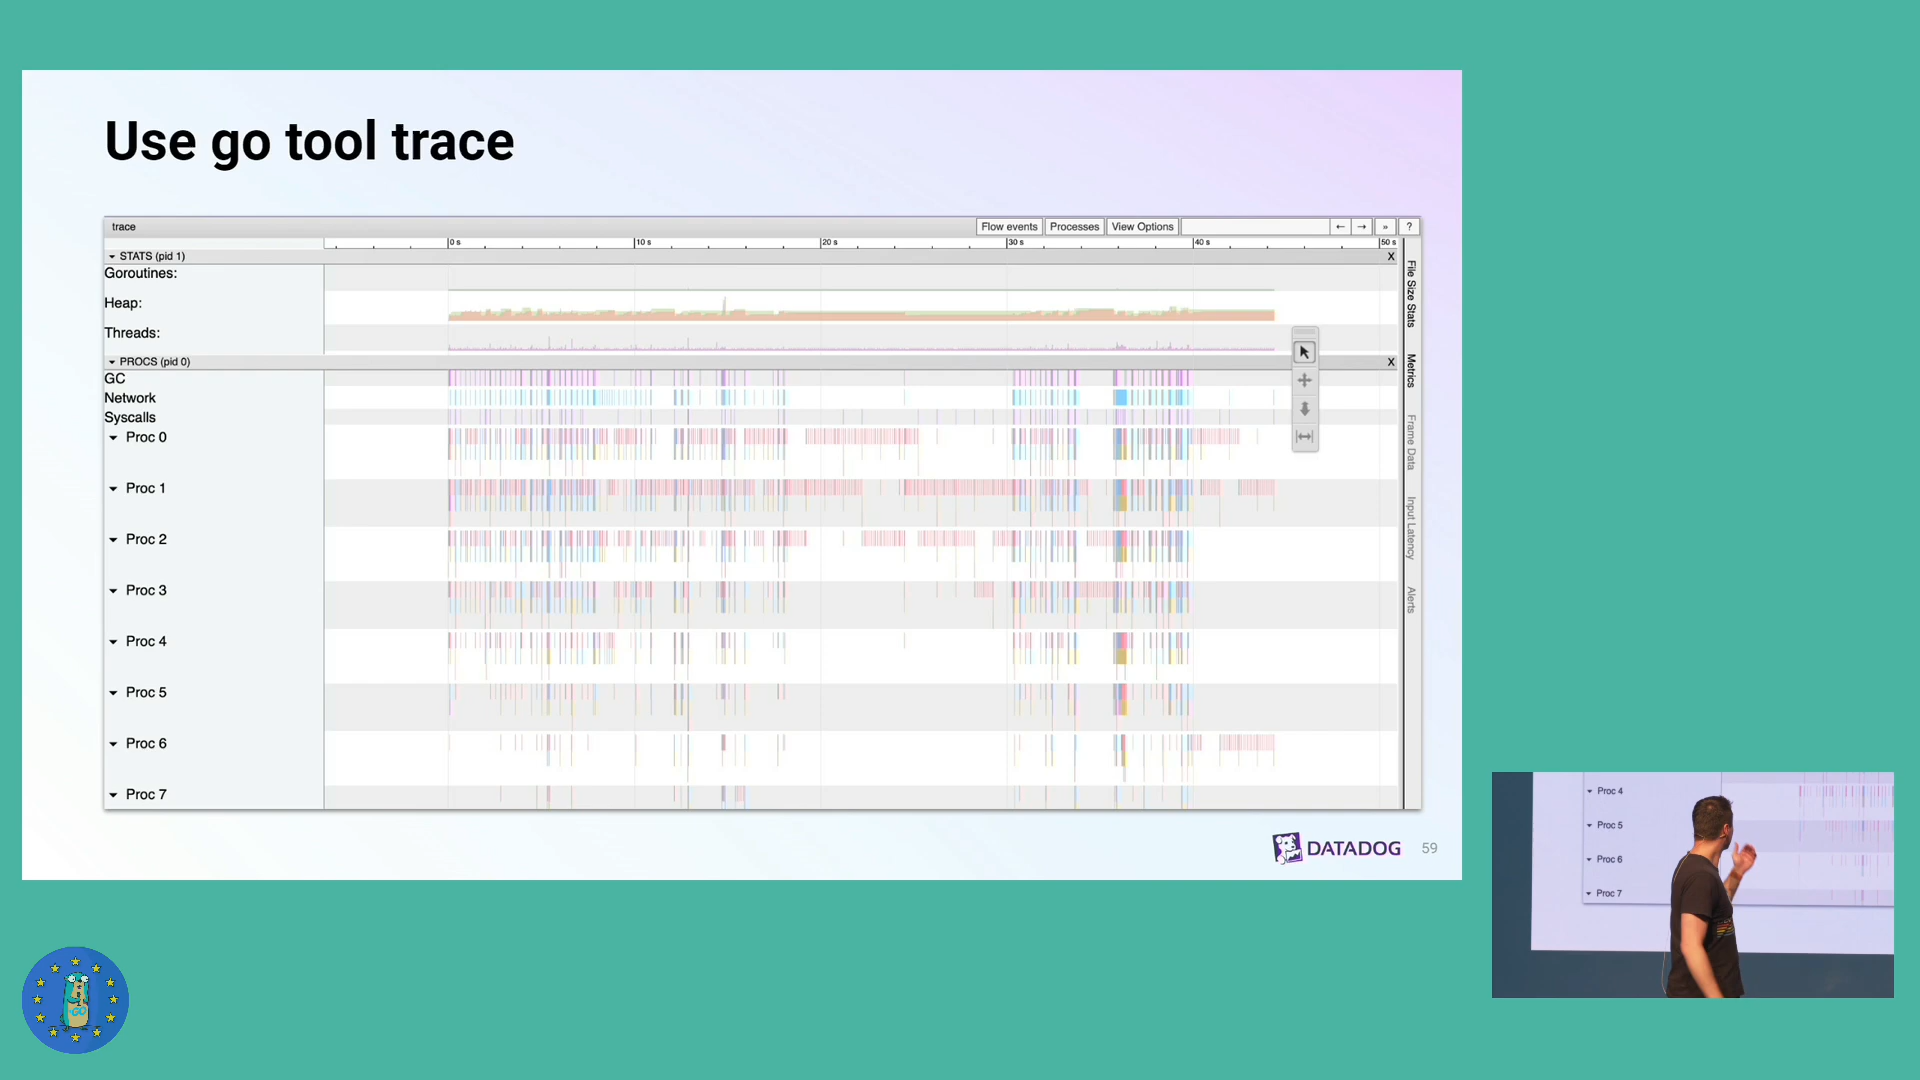 Use go tool trace
trace
Flow events
Processes
View Options
←
→
»
?
0 s
10 s
20 s
30 s
40 s
50 s
STATS (pid 1)
X
Goroutines:
Heap:
Threads:
PROCS (pid 0)
X
GC
Network
Syscalls
Proc 0
Proc 1
Proc 2
Proc 3
Proc 4
Proc 5
Proc 6
Proc 7
File Size Stats
Metrics
Frame Data
Input Latency
Alerts
DATADOG
59
Proc 4
Proc 5
Proc 6
Proc 7
GO